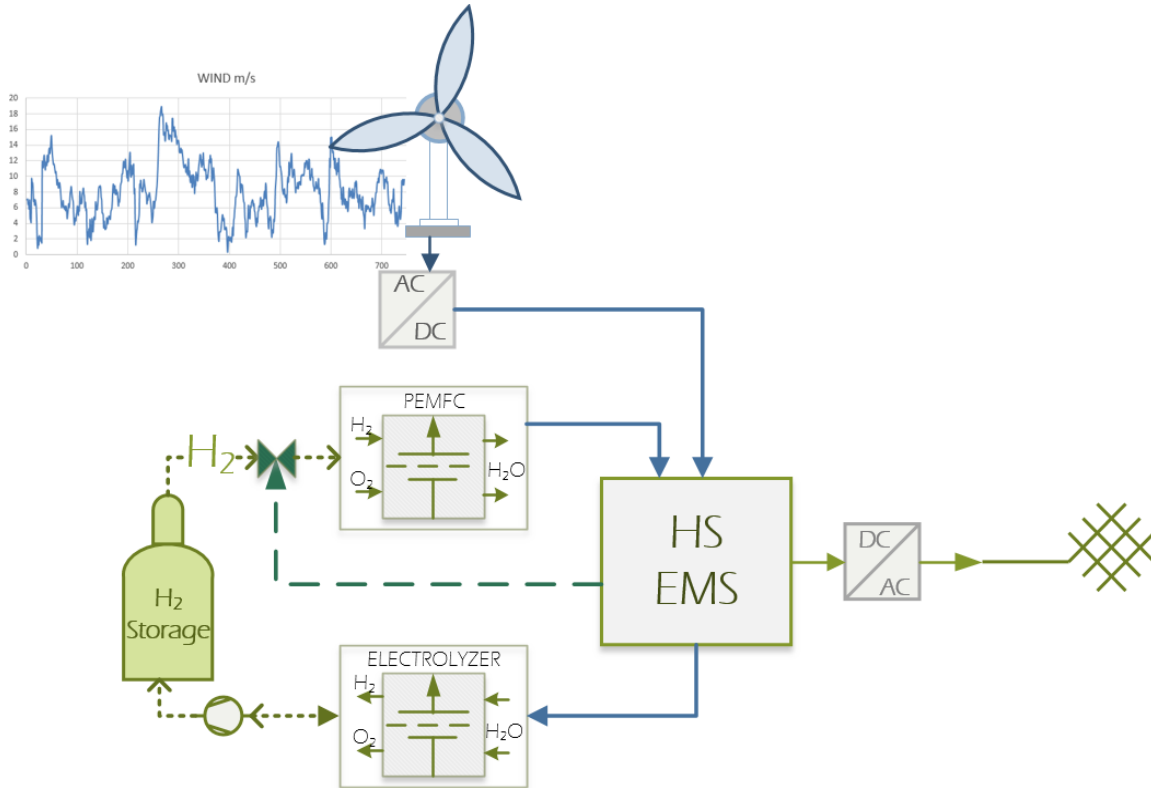 WIND m/s
20
18
16
14
12
10
8
6
4
2
0
0 100 200 300 400 500 600 700
AC
DC
PEMFC
H₂
O₂
H₂O
H₂
HS
EMS
DC
AC
H₂
Storage
ELECTROLYZER
H₂
O₂
H₂O